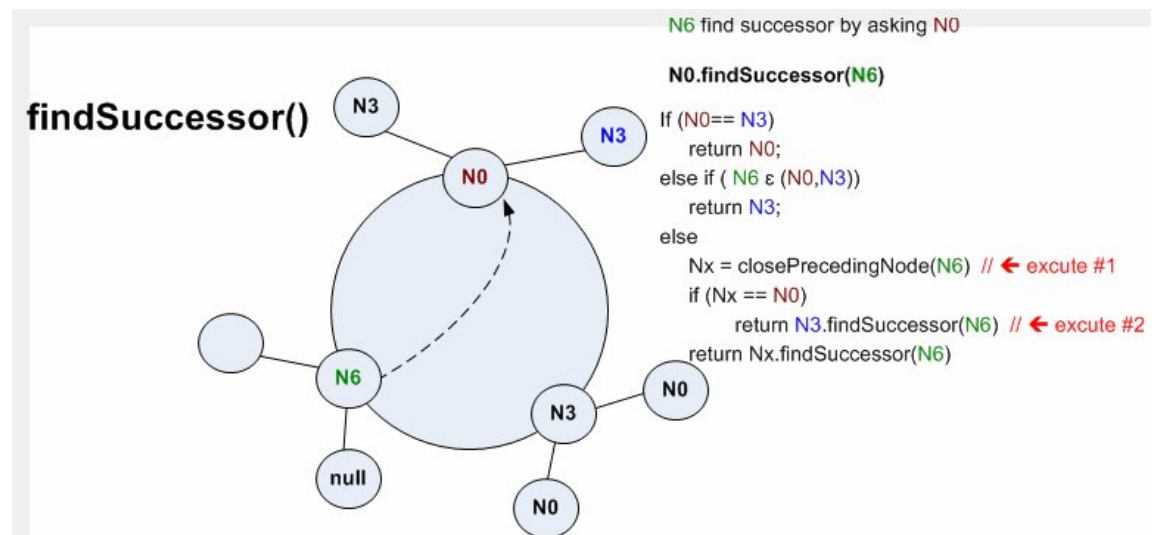 N6 find successor by asking N0
N0.findSuccessor(N6)
findSuccessor()
If (N0== N3)
return N0;
else if ( N6 ε (N0,N3))
return N3;
else
Nx = closePrecedingNode(N6) // ← excute #1
if (Nx == N0)
return N3.findSuccessor(N6) // ← excute #2
return Nx.findSuccessor(N6)
N3
N3
N0
N6
N0
N3
null
N0